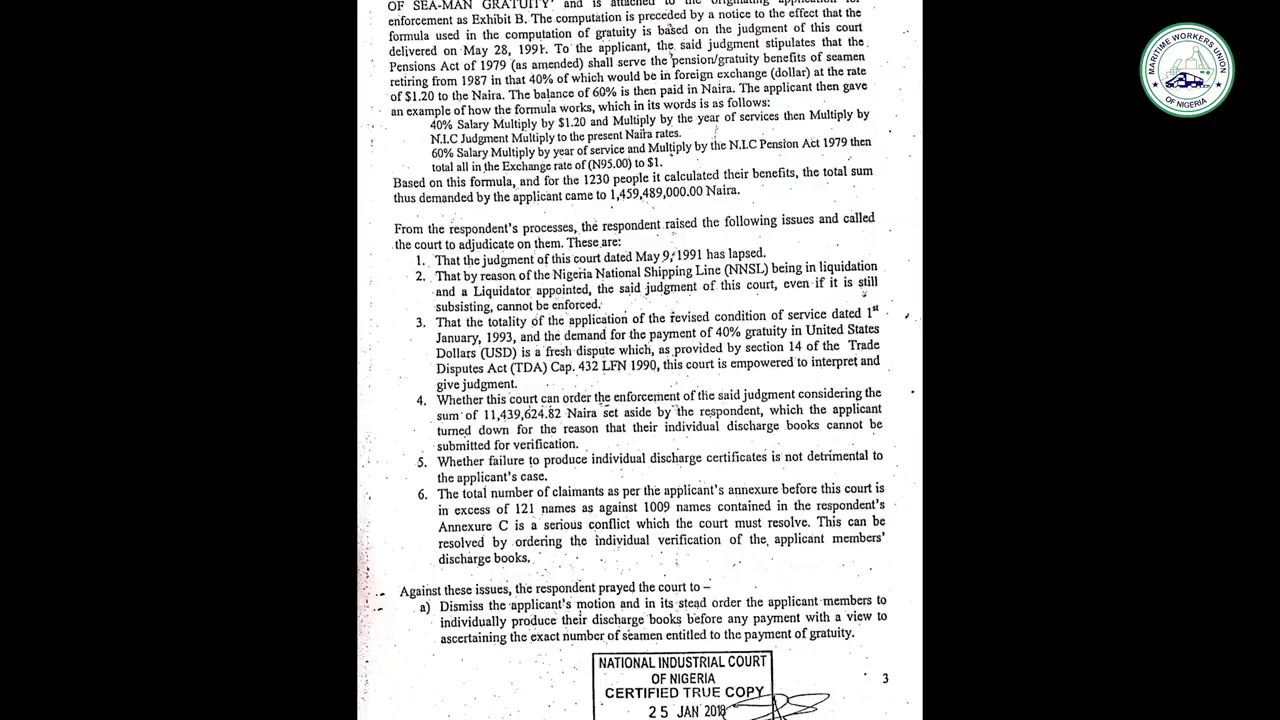 OF SEA-MAN GRATUITY' and is attached to the originating application for
enforcement as Exhibit B. The computation is preceded by a notice to the effect that the
formula used in the computation of gratuity is based on the judgment of this court
delivered on May 28, 1991. To the applicant, the said judgment stipulates that the
Pensions Act of 1979 (as amended) shall serve the pension/gratuity benefits of seamen
retiring from 1987 in that 40% of which would be in foreign exchange (dollar) at the rate
of $1.20 to the Naira. The balance of 60% is then paid in Naira. The applicant then gave
an example of how the formula works, which in its words is as follows:
40% Salary Multiply by $1.20 and Multiply by the year of services then Multiply by
N.I.C Judgment Multiply to the present Naira rates.
60% Salary Multiply by year of service and Multiply by the N.I.C Pension Act 1979 then
total all in the Exchange rate of (N95.00) to $1.
Based on this formula, and for the 1230 people it calculated their benefits, the total sum
thus demanded by the applicant came to 1,459,489,000.00 Naira.
From the respondent's processes, the respondent raised the following issues and called
the court to adjudicate on them. These are:
1. That the judgment of this court dated May 9, 1991 has lapsed.
2. That by reason of the Nigeria National Shipping Line (NNSL) being in liquidation
and a Liquidator appointed, the said judgment of this court, even if it is still
subsisting, cannot be enforced.
3. That the totality of the application of the revised condition of service dated 1st
January, 1993, and the demand for the payment of 40% gratuity in United States
Dollars (USD) is a fresh dispute which, as provided by section 14 of the Trade
Disputes Act (TDA) Cap. 432 LFN 1990, this court is empowered to interpret and
give judgment.
4. Whether this court can order the enforcement of the said judgment considering the
sum of 11,439,624.82 Naira set aside by the respondent, which the applicant
turned down for the reason that their individual discharge books cannot be
submitted for verification.
5. Whether failure to produce individual discharge certificates is not detrimental to
the applicant's case.
6. The total number of claimants as per the applicant's annexure before this court is
in excess of 121 names as against 1009 names contained in the respondent's
Annexure C is a serious conflict which the court must resolve. This can be
resolved by ordering the individual verification of the applicant members'
discharge books.
Against these issues, the respondent prayed the court to –
a) Dismiss the applicant's motion and in its stead order the applicant members to
individually produce their discharge books before any payment with a view to
ascertaining the exact number of seamen entitled to the payment of gratuity.
NATIONAL INDUSTRIAL COURT
OF NIGERIA
CERTIFIED TRUE COPY
25 JAN 2018
3
MARITIME WORKERS UNION
OF NIGERIA